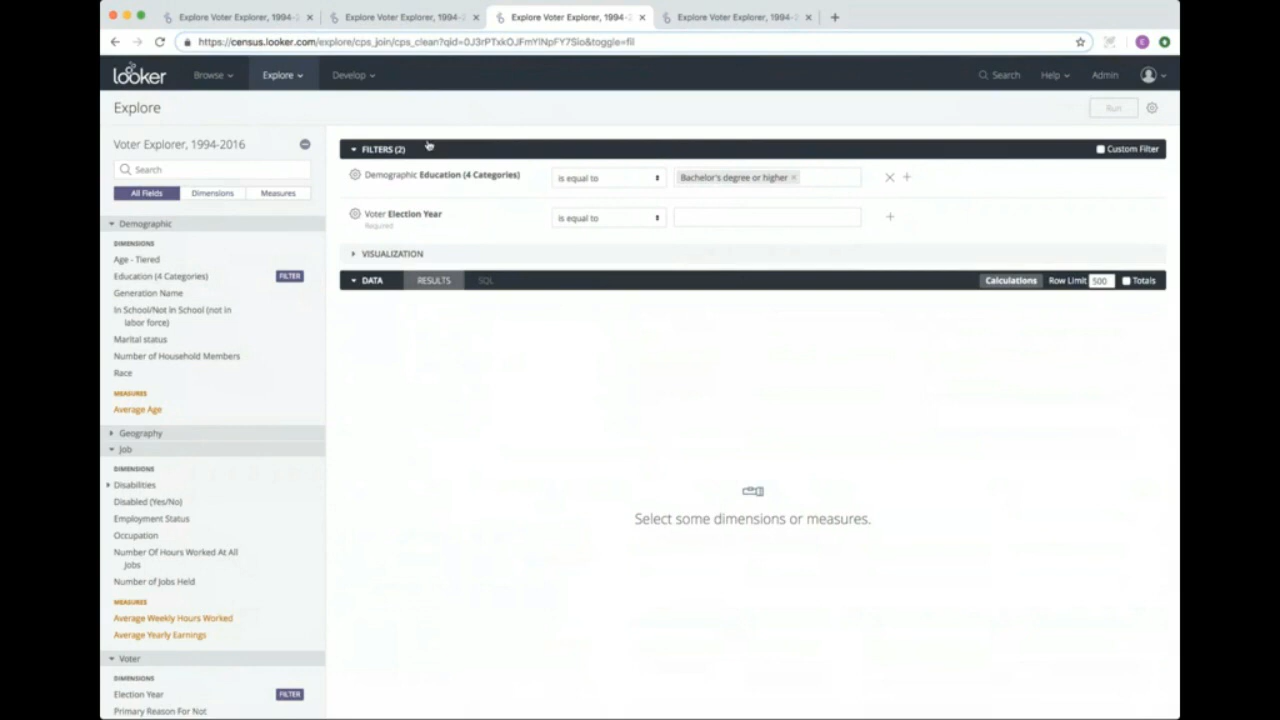 Explore Voter Explorer, 1994-2
Explore Voter Explorer, 1994-2
Explore Voter Explorer, 1994-2
Explore Voter Explorer, 1994-2
looker
Browse
Explore
Develop
Search
Help
Admin
Explore
Run
Voter Explorer, 1994-2016
Search
All Fields
Dimensions
Measures
Demographic
DIMENSIONS
Age - Tiered
Education (4 Categories)
FILTER
Generation Name
In School/Not in School (not in
labor force)
Marital status
Number of Household Members
Race
MEASURES
Average Age
Geography
Job
DIMENSIONS
Disabilities
Disabled (Yes/No)
Employment Status
Occupation
Number Of Hours Worked At All
Jobs
Number of Jobs Held
MEASURES
Average Weekly Hours Worked
Average Yearly Earnings
Voter
DIMENSIONS
Election Year
FILTER
Primary Reason For Not
FILTERS (2)
Custom Filter
Demographic Education (4 Categories)
is equal to
Bachelor's degree or higher
Voter Election Year
Required
is equal to
VISUALIZATION
DATA
RESULTS
SQL
Calculations
Row Limit 500
Totals
Select some dimensions or measures.